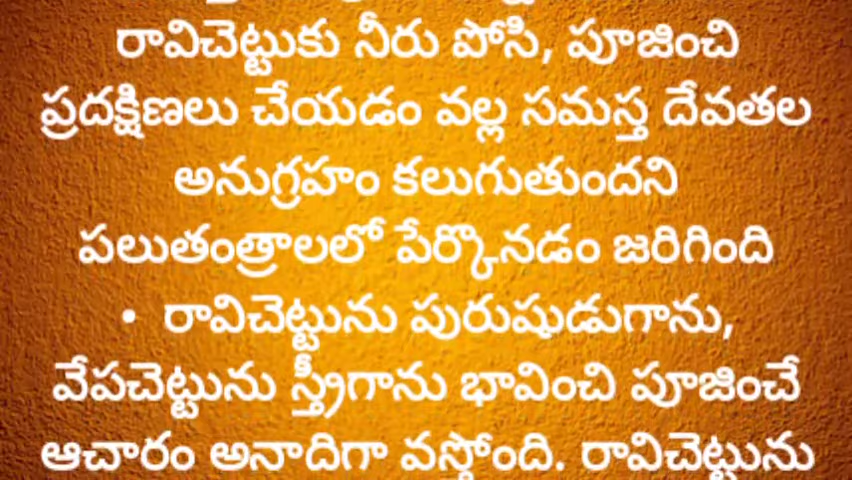 రావిచెట్టుకు నీరు పోసి, పూజించి
ప్రదక్షిణలు చేయడం వల్ల సమస్త దేవతల
అనుగ్రహం కలుగుతుందని
పలుతంత్రాలలో పేర్కొనడం జరిగింది
• రావిచెట్టును పురుషుడుగాను,
వేపచెట్టును స్త్రీగాను భావించి పూజించే
ఆచారం అనాదిగా వస్తోంది. రావిచెట్టును